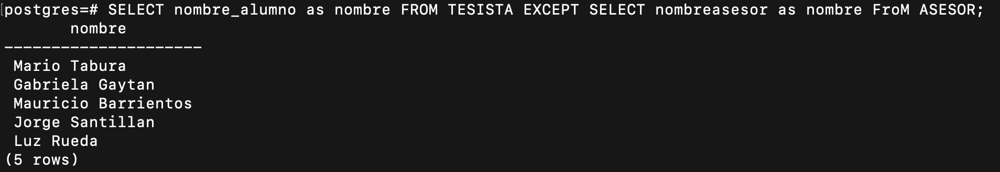 [postgres=# SELECT nombre_alumno as nombre FROM TESISTA EXCEPT SELECT nombreasesor as nombre FroM ASESOR;
nombre
---------------------
Mario Tabura
Gabriela Gaytan
Mauricio Barrientos
Jorge Santillan
Luz Rueda
(5 rows)